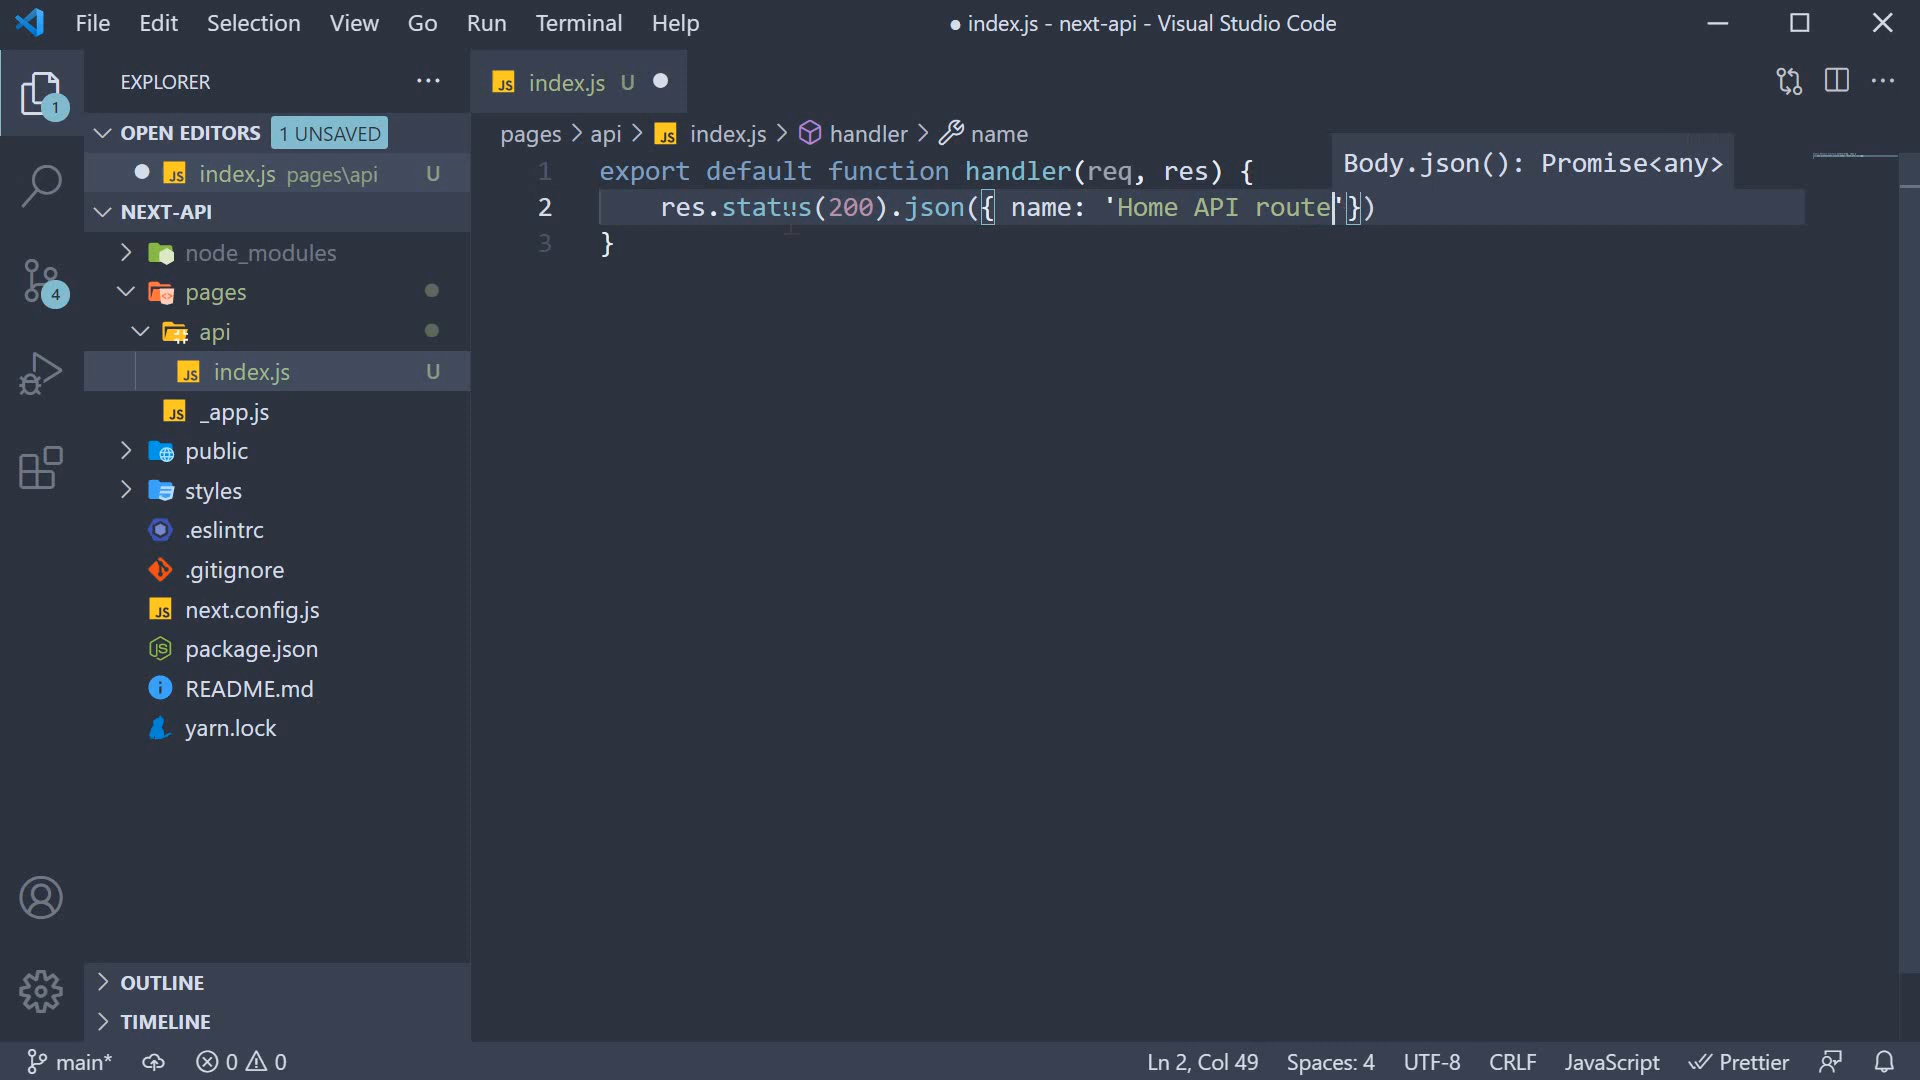 File Edit Selection View Go Run Terminal Help ● index.js - next-api - Visual Studio Code
EXPLORER
1
OPEN EDITORS 1 UNSAVED
index.js pages\api U
NEXT-API
node_modules
pages
api
index.js U
_app.js
public
styles
.eslintrc
.gitignore
next.config.js
package.json
README.md
yarn.lock
4
OUTLINE
TIMELINE
index.js U
pages > api > index.js > handler > name
Body.json(): Promise<any>
1 export default function handler(req, res) {
2 res.status(200).json({ name: 'Home API route'})
3 }
main* 0 0 Ln 2, Col 49 Spaces: 4 UTF-8 CRLF JavaScript Prettier